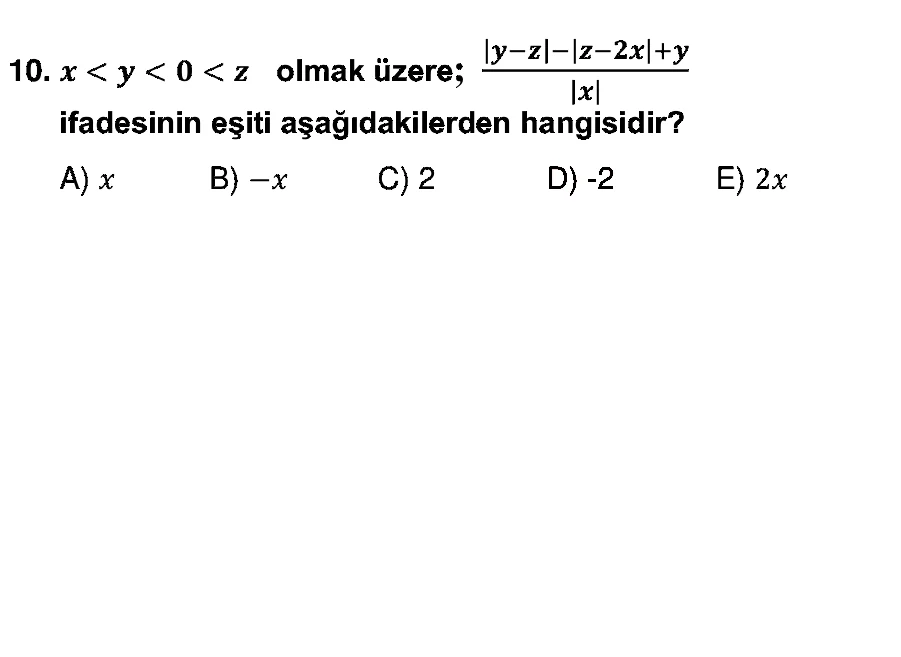 10. x < y < 0 < z olmak üzere; |y−z|−|z−2x|+y / |x|
ifadesinin eşiti aşağıdakilerden hangisidir?
A) x B) −x C) 2 D) -2 E) 2x